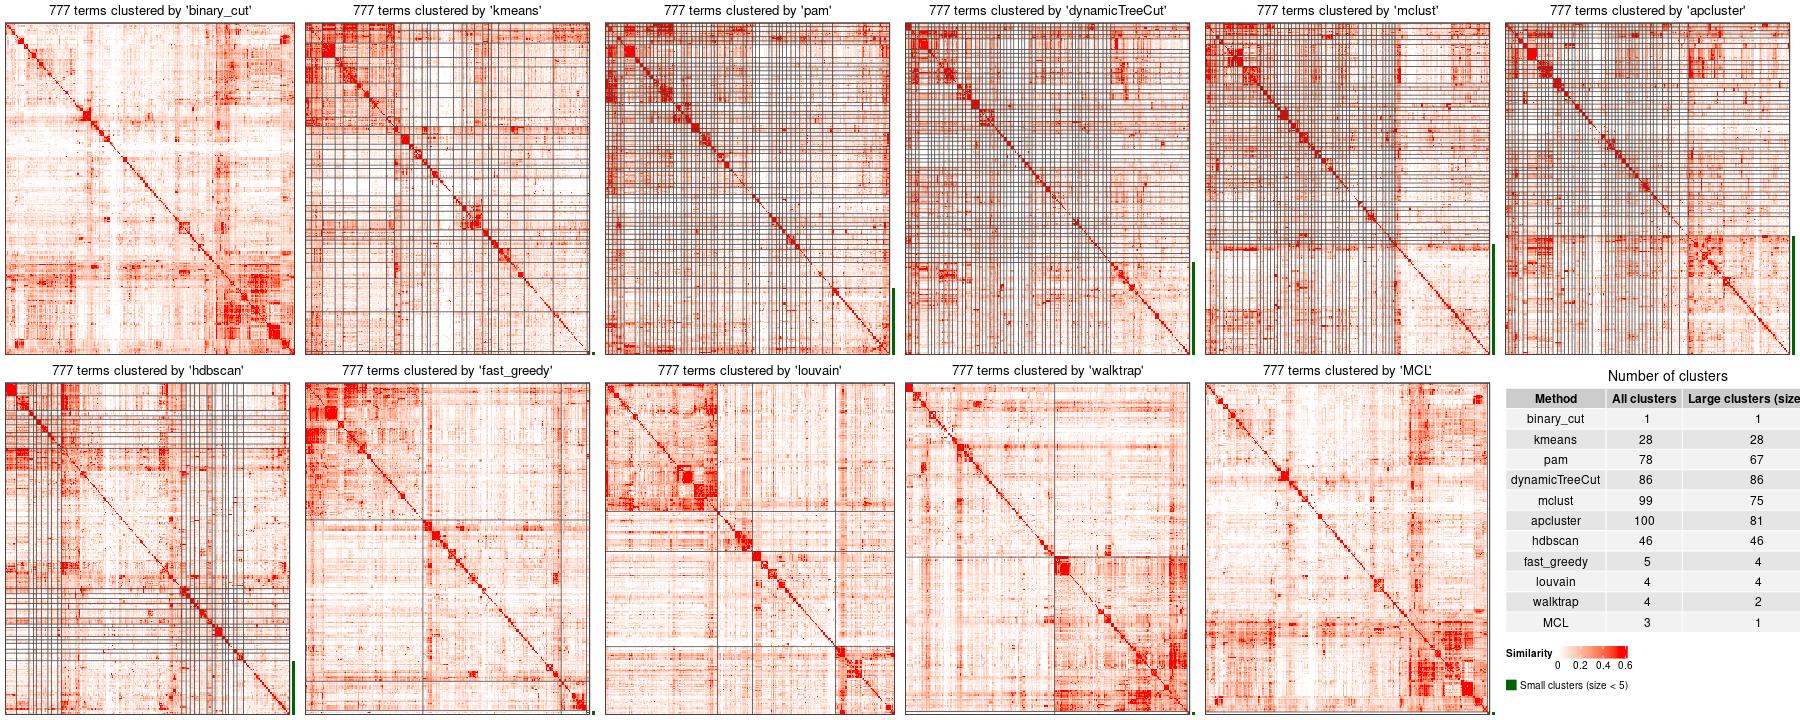 777 terms clustered by 'binary_cut'
777 terms clustered by 'kmeans'
777 terms clustered by 'pam'
777 terms clustered by 'dynamicTreeCut'
777 terms clustered by 'mclust'
777 terms clustered by 'apcluster'
777 terms clustered by 'hdbscan'
777 terms clustered by 'fast_greedy'
777 terms clustered by 'louvain'
777 terms clustered by 'walktrap'
777 terms clustered by 'MCL'
Number of clusters
Method All clusters Large clusters (size
binary_cut 1 1
kmeans 28 28
pam 78 67
dynamicTreeCut 86 86
mclust 99 75
apcluster 100 81
hdbscan 46 46
fast_greedy 5 4
louvain 4 4
walktrap 4 2
MCL 3 1
Similarity
0 0.2 0.4 0.6
Small clusters (size < 5)